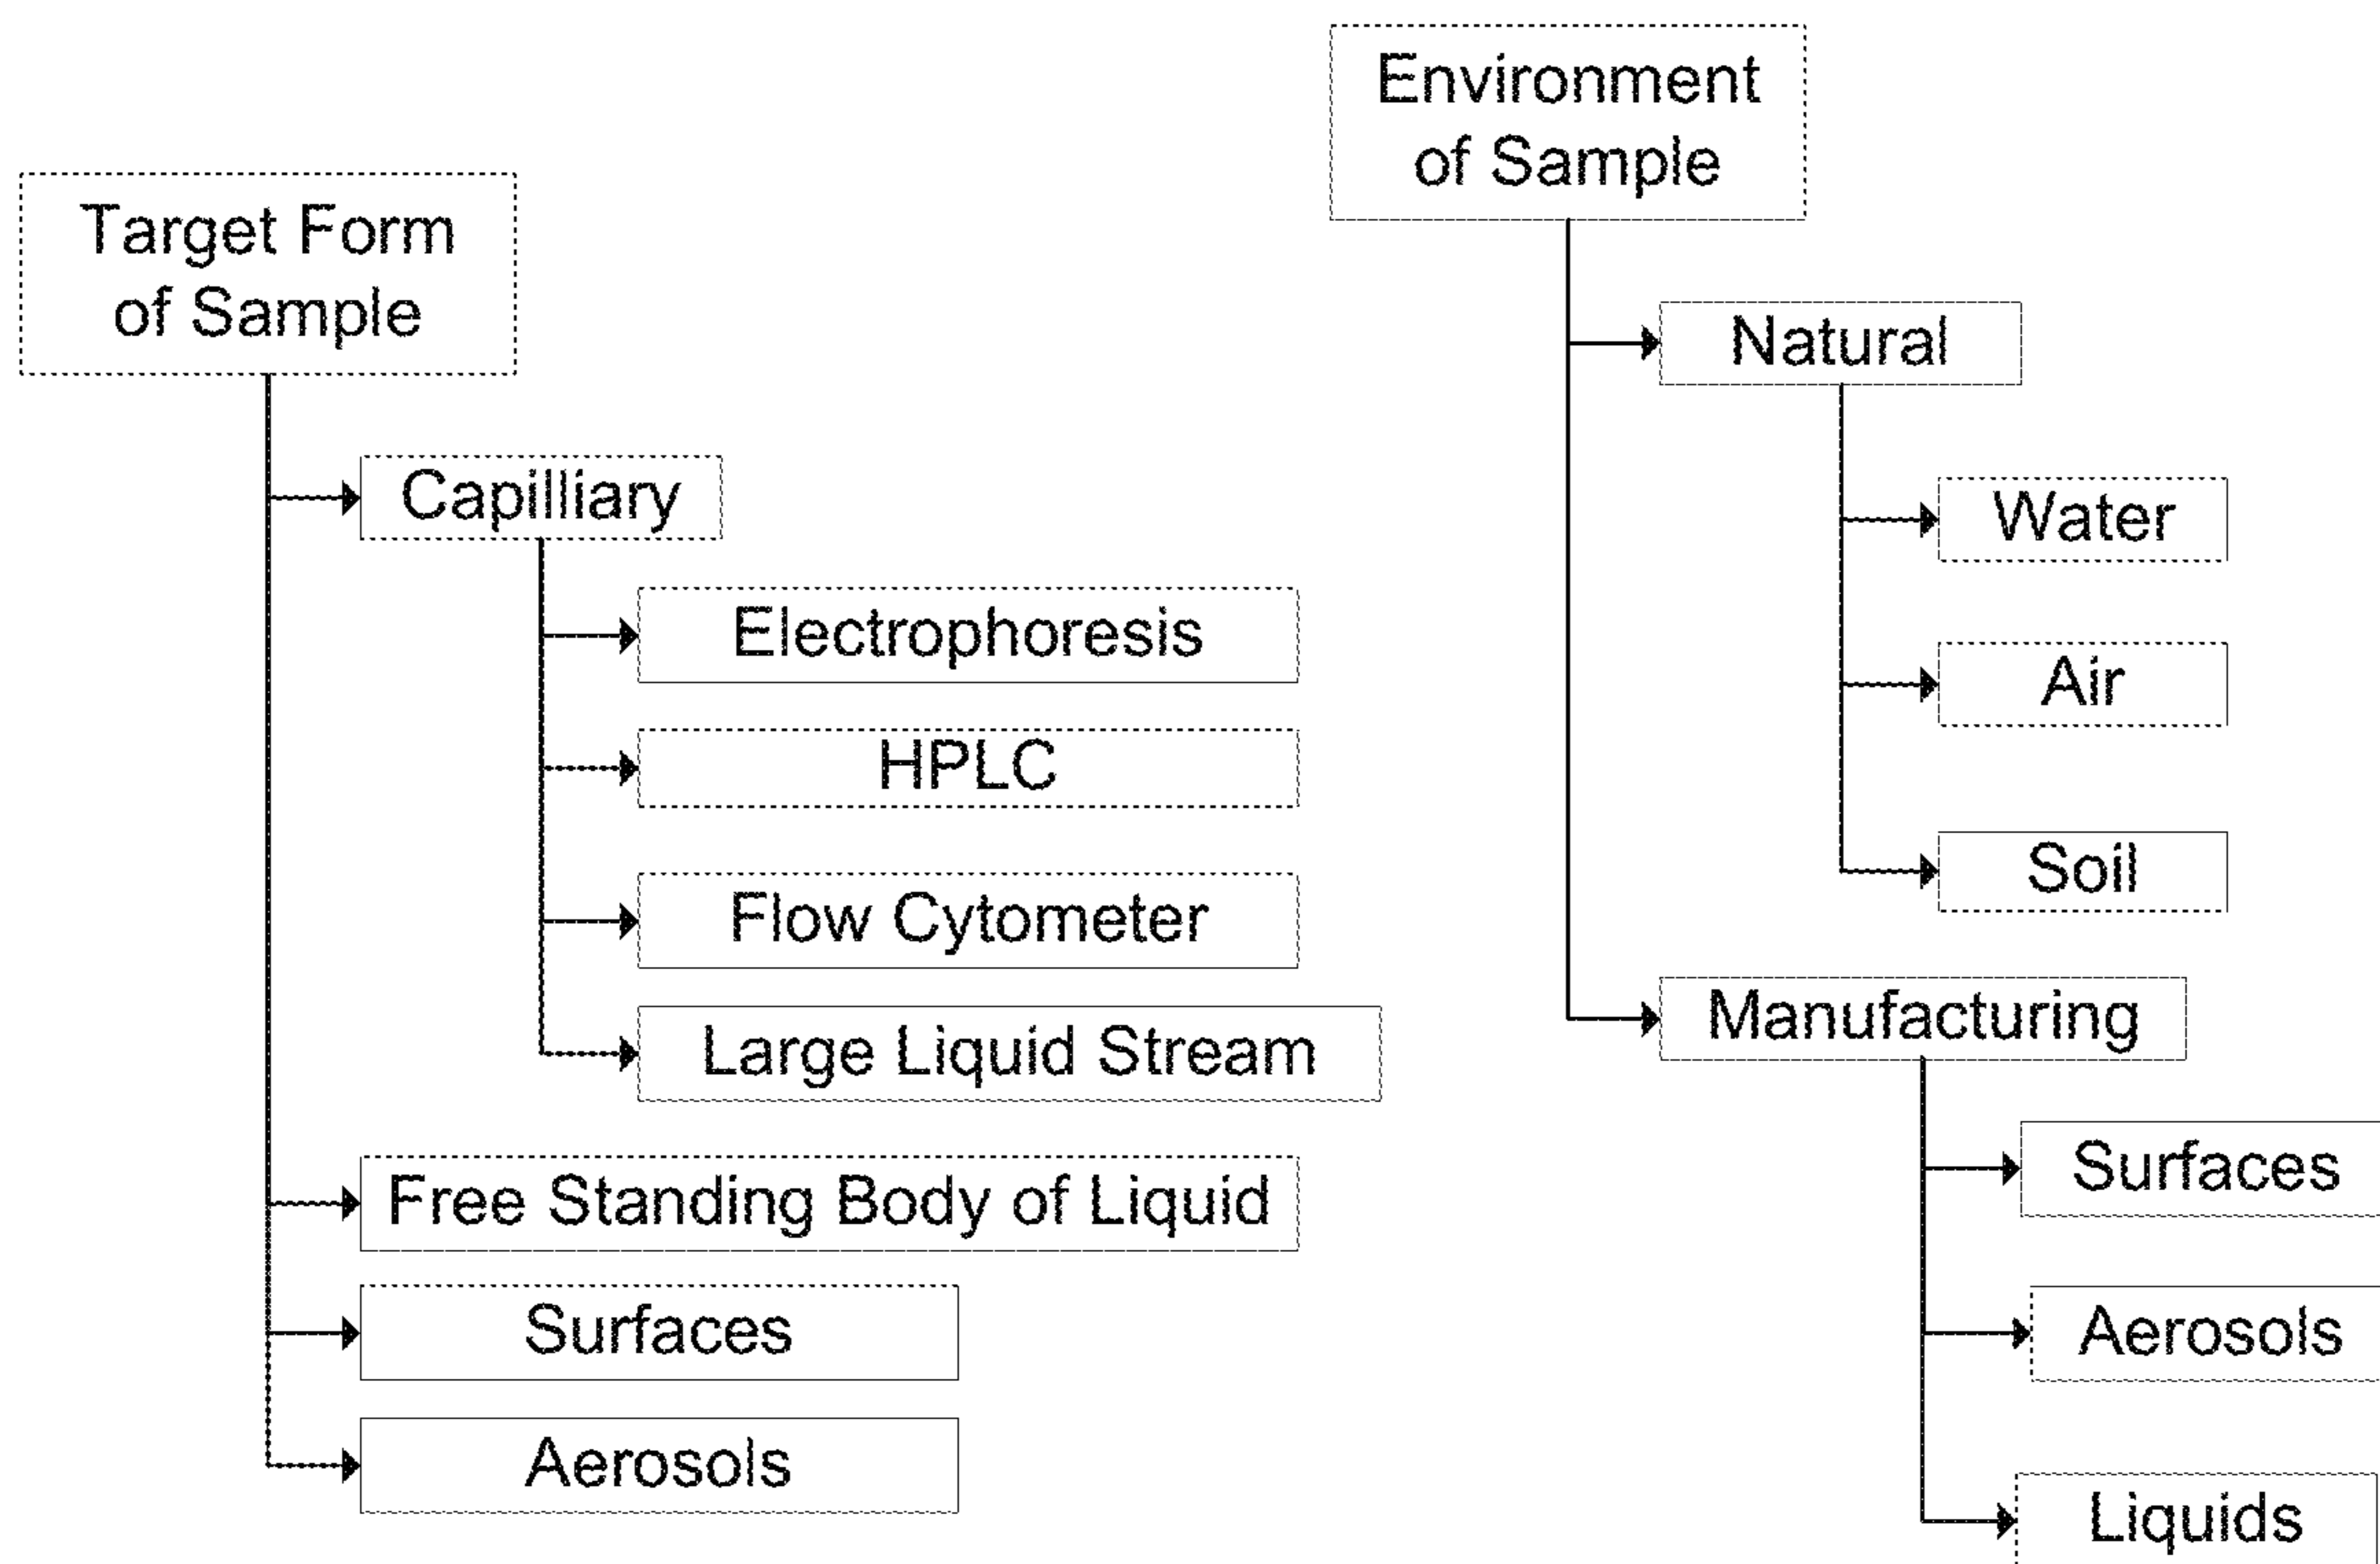 Target Form
of Sample
Capilliary
Electrophoresis
HPLC
Flow Cytometer
Large Liquid Stream
Free Standing Body of Liquid
Surfaces
Aerosols
Environment
of Sample
Natural
Water
Air
Soil
Manufacturing
Surfaces
Aerosols
Liquids